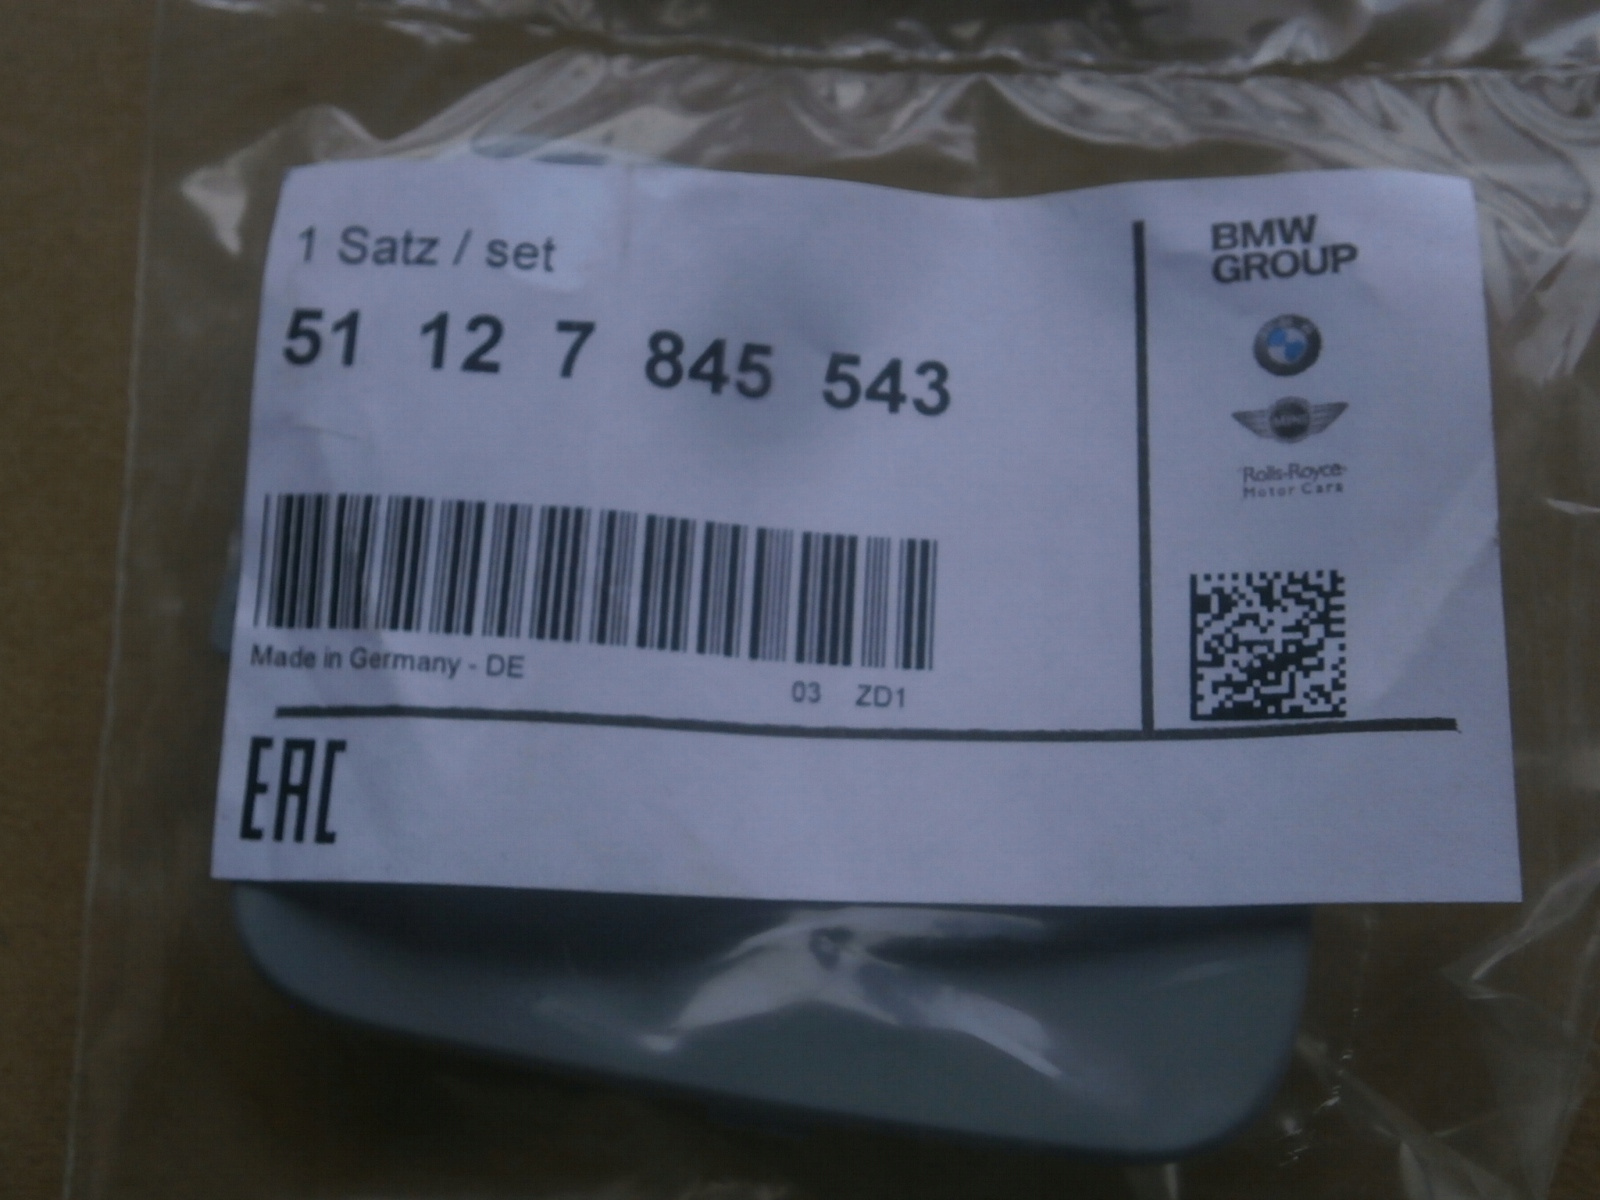 1 Satz / set
51 12 7 845 543
Made in Germany - DE
03 ZD1
EAC
BMW
GROUP
MINI
Rolls-Royce
Motor Cars